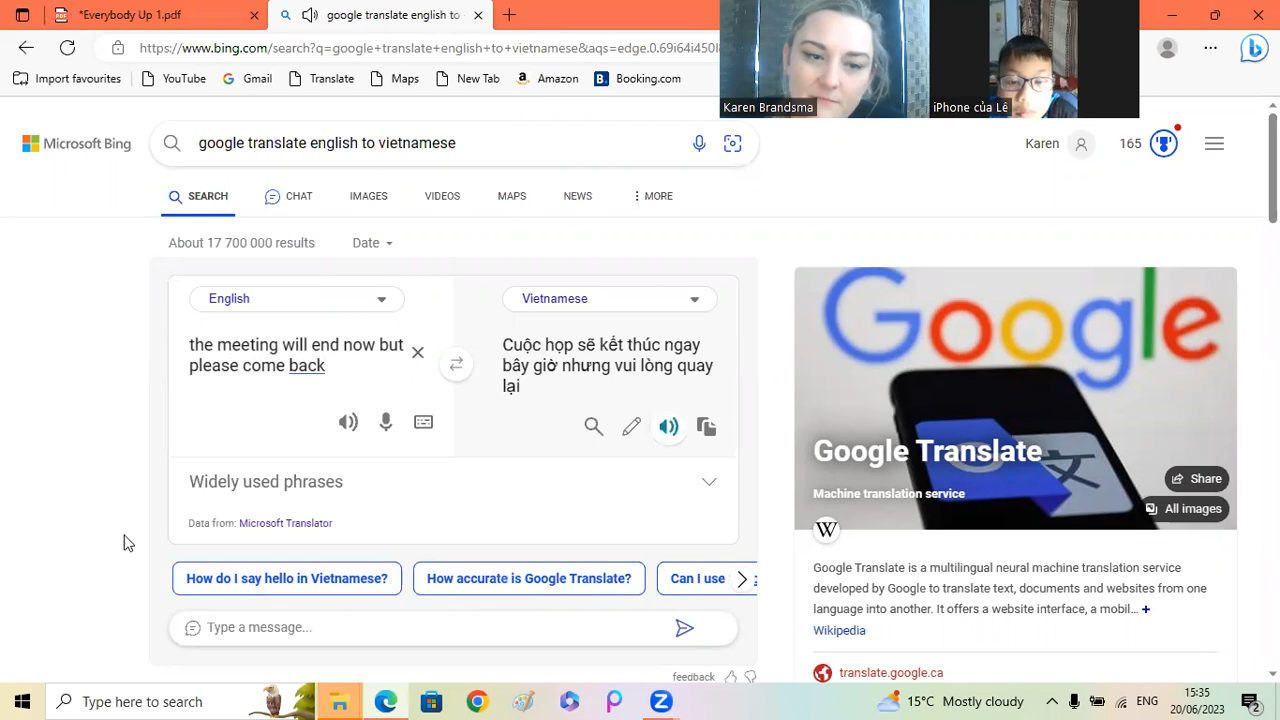 "Everybody Up 1.pdf
google translate english to
https://www.bing.com/search?q=google+translate+english+to+vietnamese&aqs=edge.0.69i64i450l
Import favourites
YouTube
Gmail
Translate
Maps
New Tab
Amazon
Booking.com
Karen Brandsma
iPhone của Lê
Microsoft Bing
google translate english to vietnamese
Karen
165
SEARCH
CHAT
IMAGES
VIDEOS
MAPS
NEWS
MORE
About 17 700 000 results
Date
English
Vietnamese
the meeting will end now but
please come back
Cuộc họp sẽ kết thúc ngay
bây giờ nhưng vui lòng quay
lại
Widely used phrases
Data from: Microsoft Translator
How do I say hello in Vietnamese?
How accurate is Google Translate?
Can I use
Type a message...
feedback
Google
Google Translate
Machine translation service
Share
All images
W
Google Translate is a multilingual neural machine translation service
developed by Google to translate text, documents and websites from one
language into another. It offers a website interface, a mobil... +
Wikipedia
translate.google.ca
Type here to search
15°C Mostly cloudy
ENG
15:35
20/06/2023
2